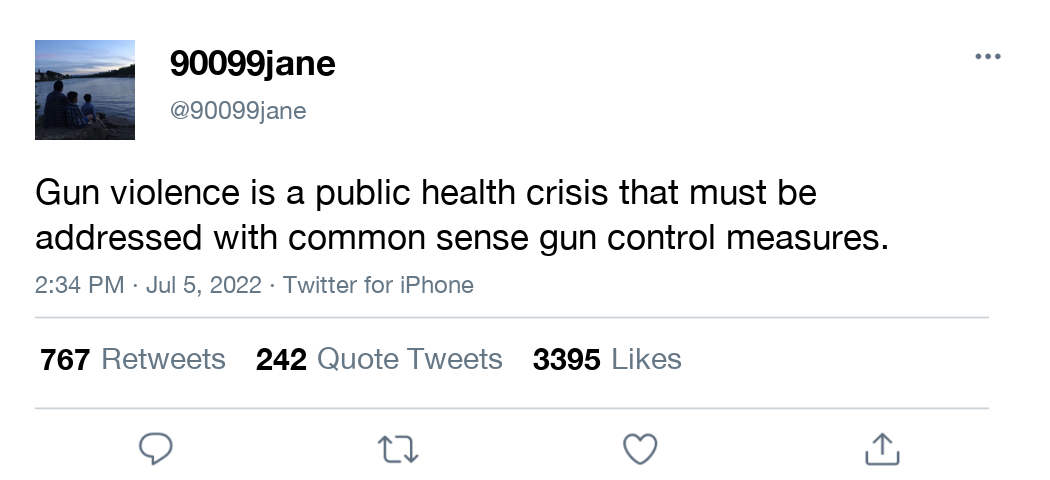 90099jane
@90099jane
Gun violence is a public health crisis that must be
addressed with common sense gun control measures.
2:34 PM · Jul 5, 2022 · Twitter for iPhone
767 Retweets 242 Quote Tweets 3395 Likes